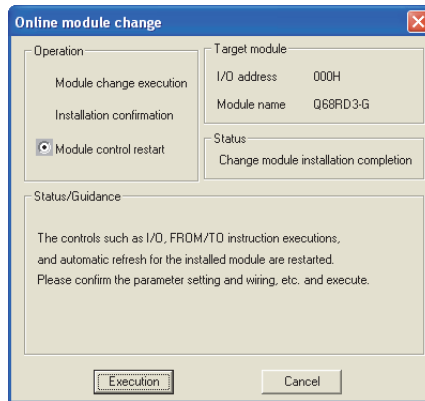 Online module change
Operation
Module change execution
Installation confirmation
Module control restart
Target module
I/O address 000H
Module name Q68RD3-G
Status
Change module installation completion
Status/Guidance
The controls such as I/O, FROM/TO instruction executions,
and automatic refresh for the installed module are restarted.
Please confirm the parameter setting and wiring, etc. and execute.
Execution
Cancel